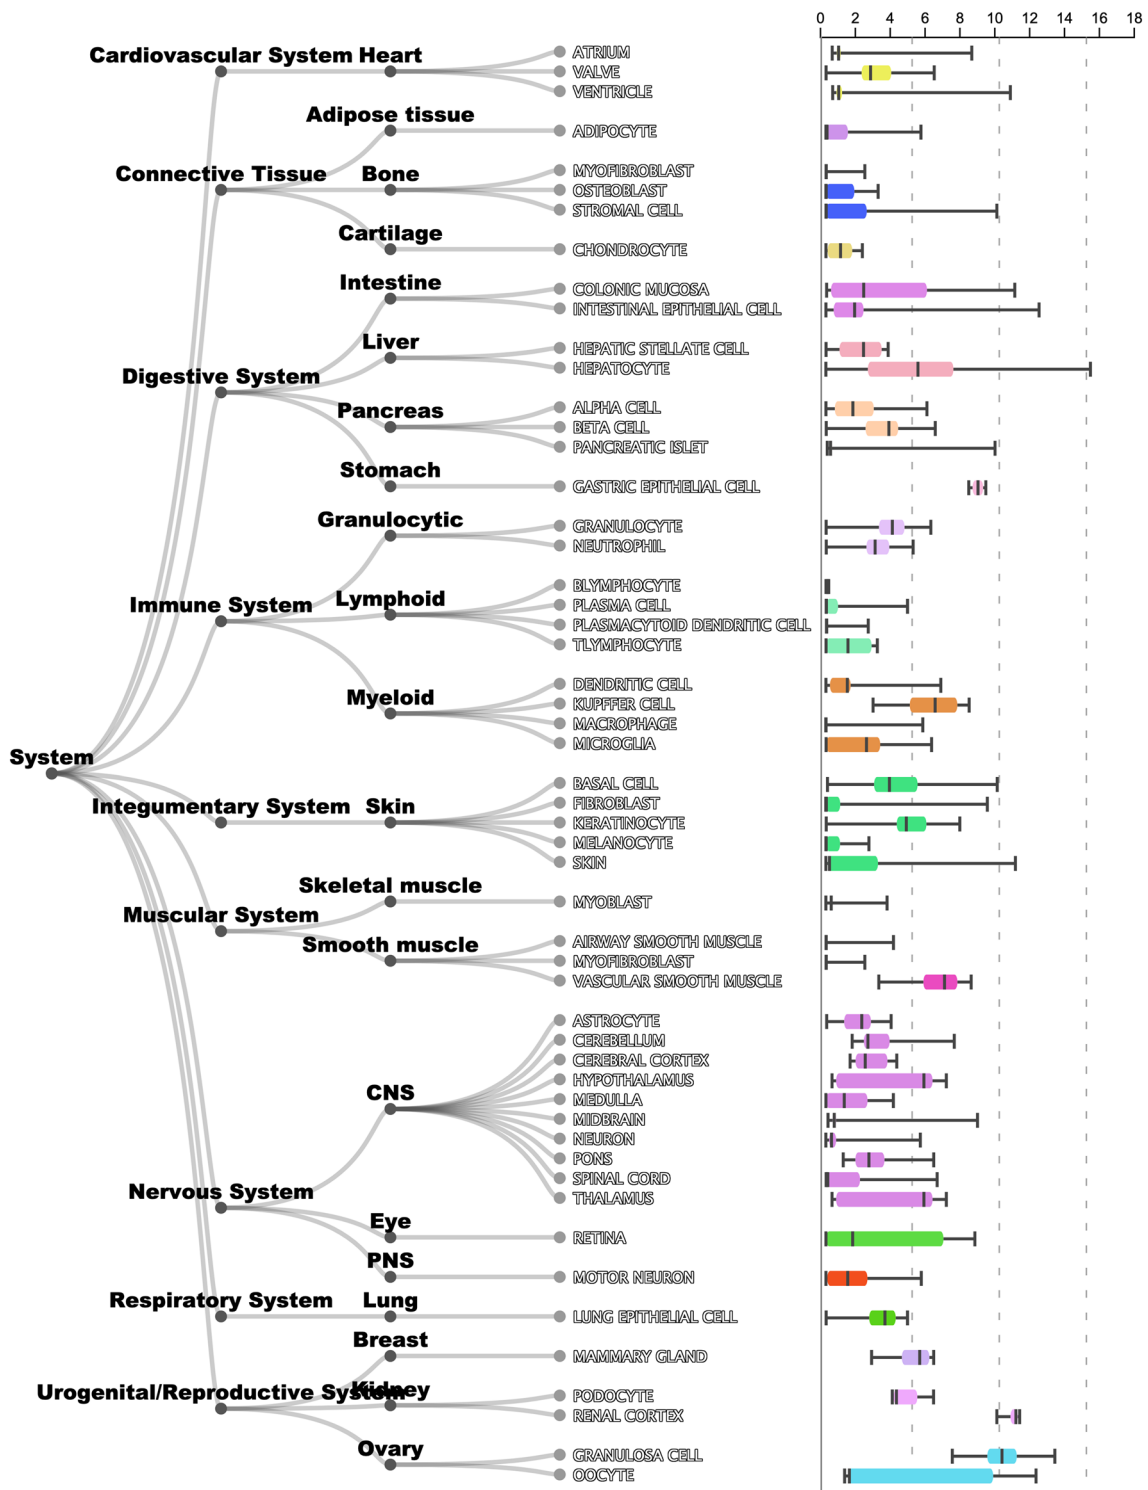 0 2 4 6 8 10 12 14 16 18
Cardiovascular System Heart
ATRIUM
VALVE
VENTRICLE
Adipose tissue
ADIPOCYTE
Connective Tissue Bone
MYOFIBROBLAST
OSTEOBLAST
STROMAL CELL
Cartilage
CHONDROCYTE
Intestine
COLONIC MUCOSA
INTESTINAL EPITHELIAL CELL
Liver
HEPATIC STELLATE CELL
HEPATOCYTE
Digestive System
Pancreas
ALPHA CELL
BETA CELL
PANCREATIC ISLET
Stomach
GASTRIC EPITHELIAL CELL
Granulocytic
GRANULOCYTE
NEUTROPHIL
Immune System
Lymphoid
BLYMPHOCYTE
PLASMA CELL
PLASMACYTOID DENDRITIC CELL
TLYMPHOCYTE
Myeloid
DENDRITIC CELL
KUPFFER CELL
MACROPHAGE
MICROGLIA
System
Integumentary System Skin
BASAL CELL
FIBROBLAST
KERATINOCYTE
MELANOCYTE
SKIN
Skeletal muscle
MYOBLAST
Muscular System
Smooth muscle
AIRWAY SMOOTH MUSCLE
MYOFIBROBLAST
VASCULAR SMOOTH MUSCLE
CNS
ASTROCYTE
CEREBELLUM
CEREBRAL CORTEX
HYPOTHALAMUS
MEDULLA
MIDBRAIN
NEURON
PONS
SPINAL CORD
THALAMUS
Nervous System
Eye
RETINA
PNS
MOTOR NEURON
Respiratory System Lung
LUNG EPITHELIAL CELL
Breast
MAMMARY GLAND
Urogenital/Reproductive System
Kidney
PODOCYTE
RENAL CORTEX
Ovary
GRANULOSA CELL
OOCYTE